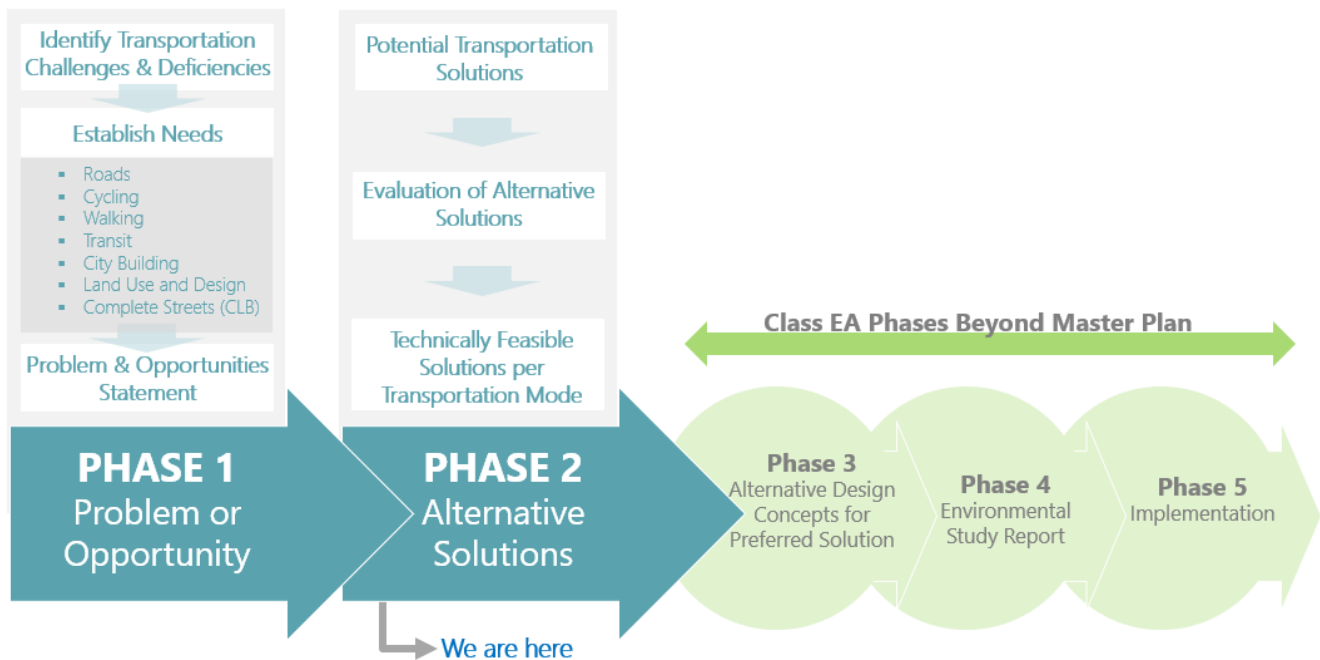 Identify Transportation
Challenges & Deficiencies
Establish Needs
▪ Roads
▪ Cycling
▪ Walking
▪ Transit
▪ City Building
▪ Land Use and Design
▪ Complete Streets (CLB)
Problem & Opportunities
Statement
PHASE 1
Problem or
Opportunity
Potential Transportation
Solutions
Evaluation of Alternative
Solutions
Technically Feasible
Solutions per
Transportation Mode
PHASE 2
Alternative
Solutions
We are here
Class EA Phases Beyond Master Plan
Phase 3
Alternative Design
Concepts for
Preferred Solution
Phase 4
Environmental
Study Report
Phase 5
Implementation